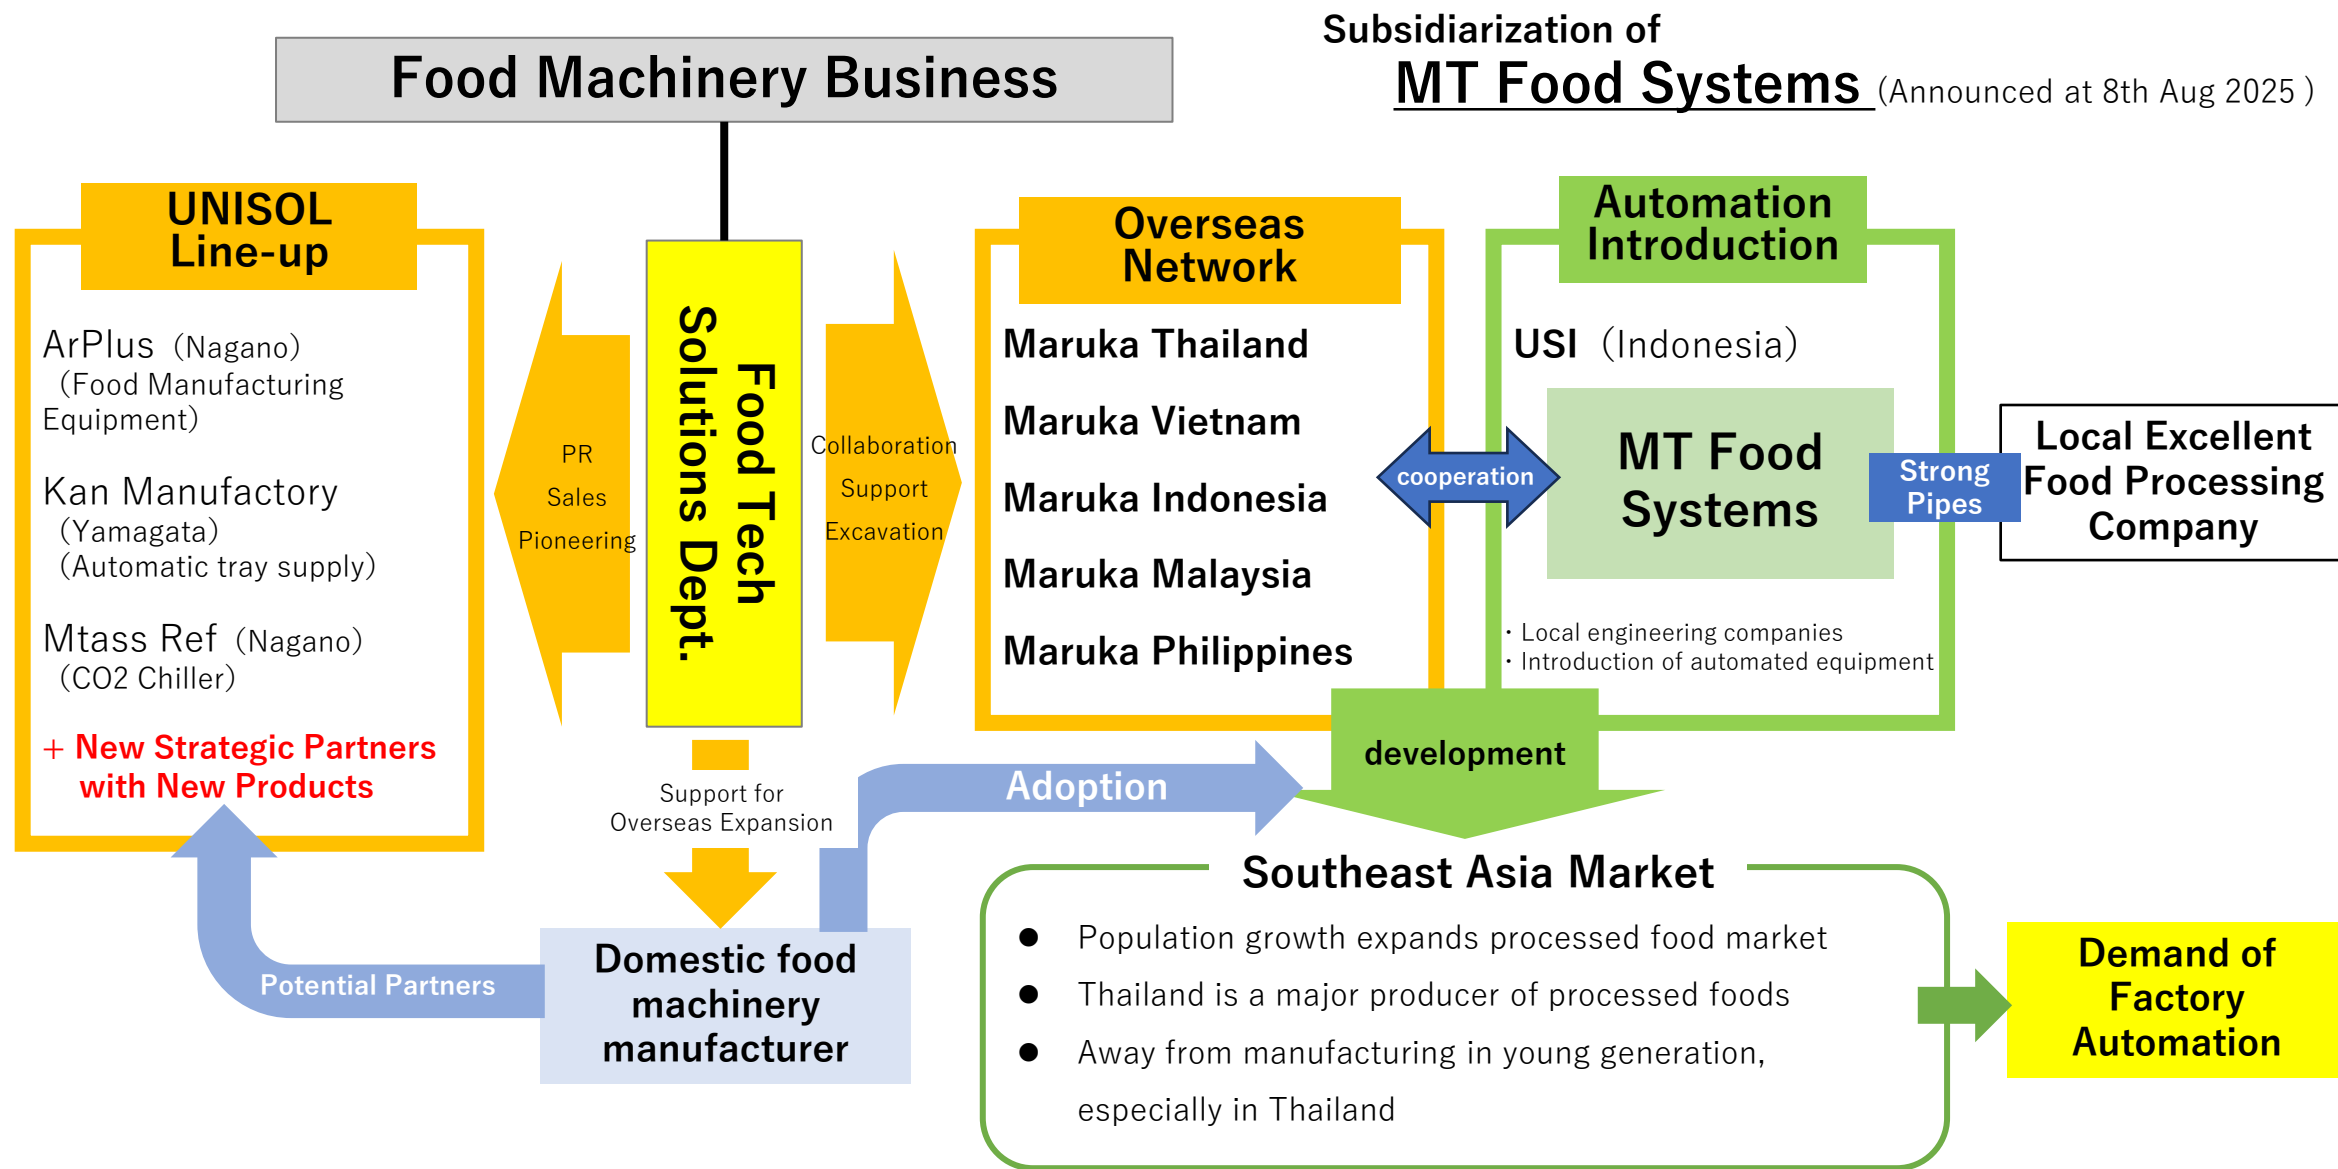 Subsidiarization of
MT Food Systems (Announced at 8th Aug 2025 )
Food Machinery Business
UNISOL
Line-up
ArPlus（Nagano）
（Food Manufacturing
Equipment）
Kan Manufactory
（Yamagata）
（Automatic tray supply）
Mtass Ref（Nagano）
（CO2 Chiller）
+ New Strategic Partners
with New Products
PR
Sales
Pioneering
Food Tech
Solutions Dept.
Collaboration
Support
Excavation
Overseas
Network
Maruka Thailand
Maruka Vietnam
Maruka Indonesia
Maruka Malaysia
Maruka Philippines
cooperation
Automation
Introduction
USI（Indonesia）
MT Food
Systems
・Local engineering companies
・Introduction of automated equipment
Strong
Pipes
Local Excellent
Food Processing
Company
development
Adoption
Support for
Overseas Expansion
Potential Partners
Domestic food
machinery
manufacturer
Southeast Asia Market
● Population growth expands processed food market
● Thailand is a major producer of processed foods
● Away from manufacturing in young generation,
especially in Thailand
Demand of
Factory
Automation